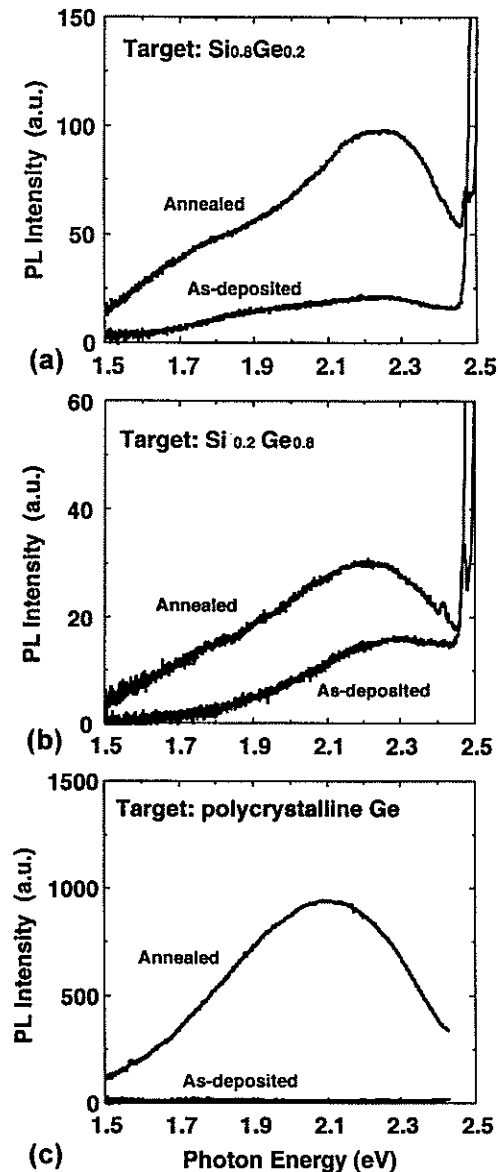 150
Target: Si0.8Ge0.2
100
Annealed
50
As-deposited
0
1.5 1.7 1.9 2.1 2.3 2.5
PL Intensity (a.u.)
(a)
60
Target: Si 0.2 Ge0.8
40
Annealed
20
As-deposited
0
1.5 1.7 1.9 2.1 2.3 2.5
PL Intensity (a.u.)
(b)
1500
Target: polycrystalline Ge
1000
Annealed
500
As-deposited
0
1.5 1.7 1.9 2.1 2.3 2.5
PL Intensity (a.u.)
(c)
Photon Energy (eV)